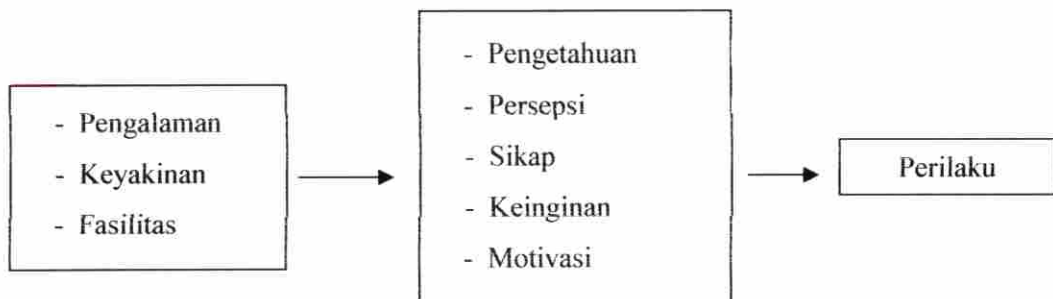 - Pengalaman
- Keyakinan
- Fasilitas
- Pengetahuan
- Persepsi
- Sikap
- Keinginan
- Motivasi
Perilaku